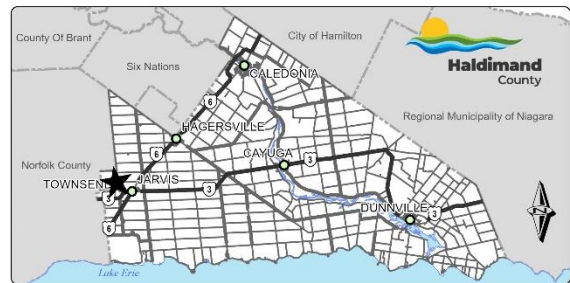 County Of Brant
City of Hamilton
Haldimand
County
Six Nations
CALEDONIA
6
Regional Municipality of Niagara
HAGERSVILLE
6
CAYUGA
3
Norfolk County
JARVIS
TOWNSEN
3
3
DUNNVILLE
3
6
Lake Erie